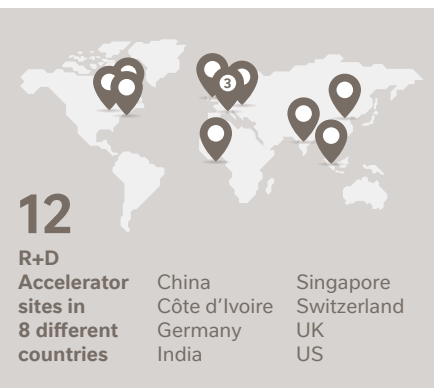 3
12
R+D
Accelerator
sites in
8 different
countries
China
Côte d’Ivoire
Germany
India
Singapore
Switzerland
UK
US